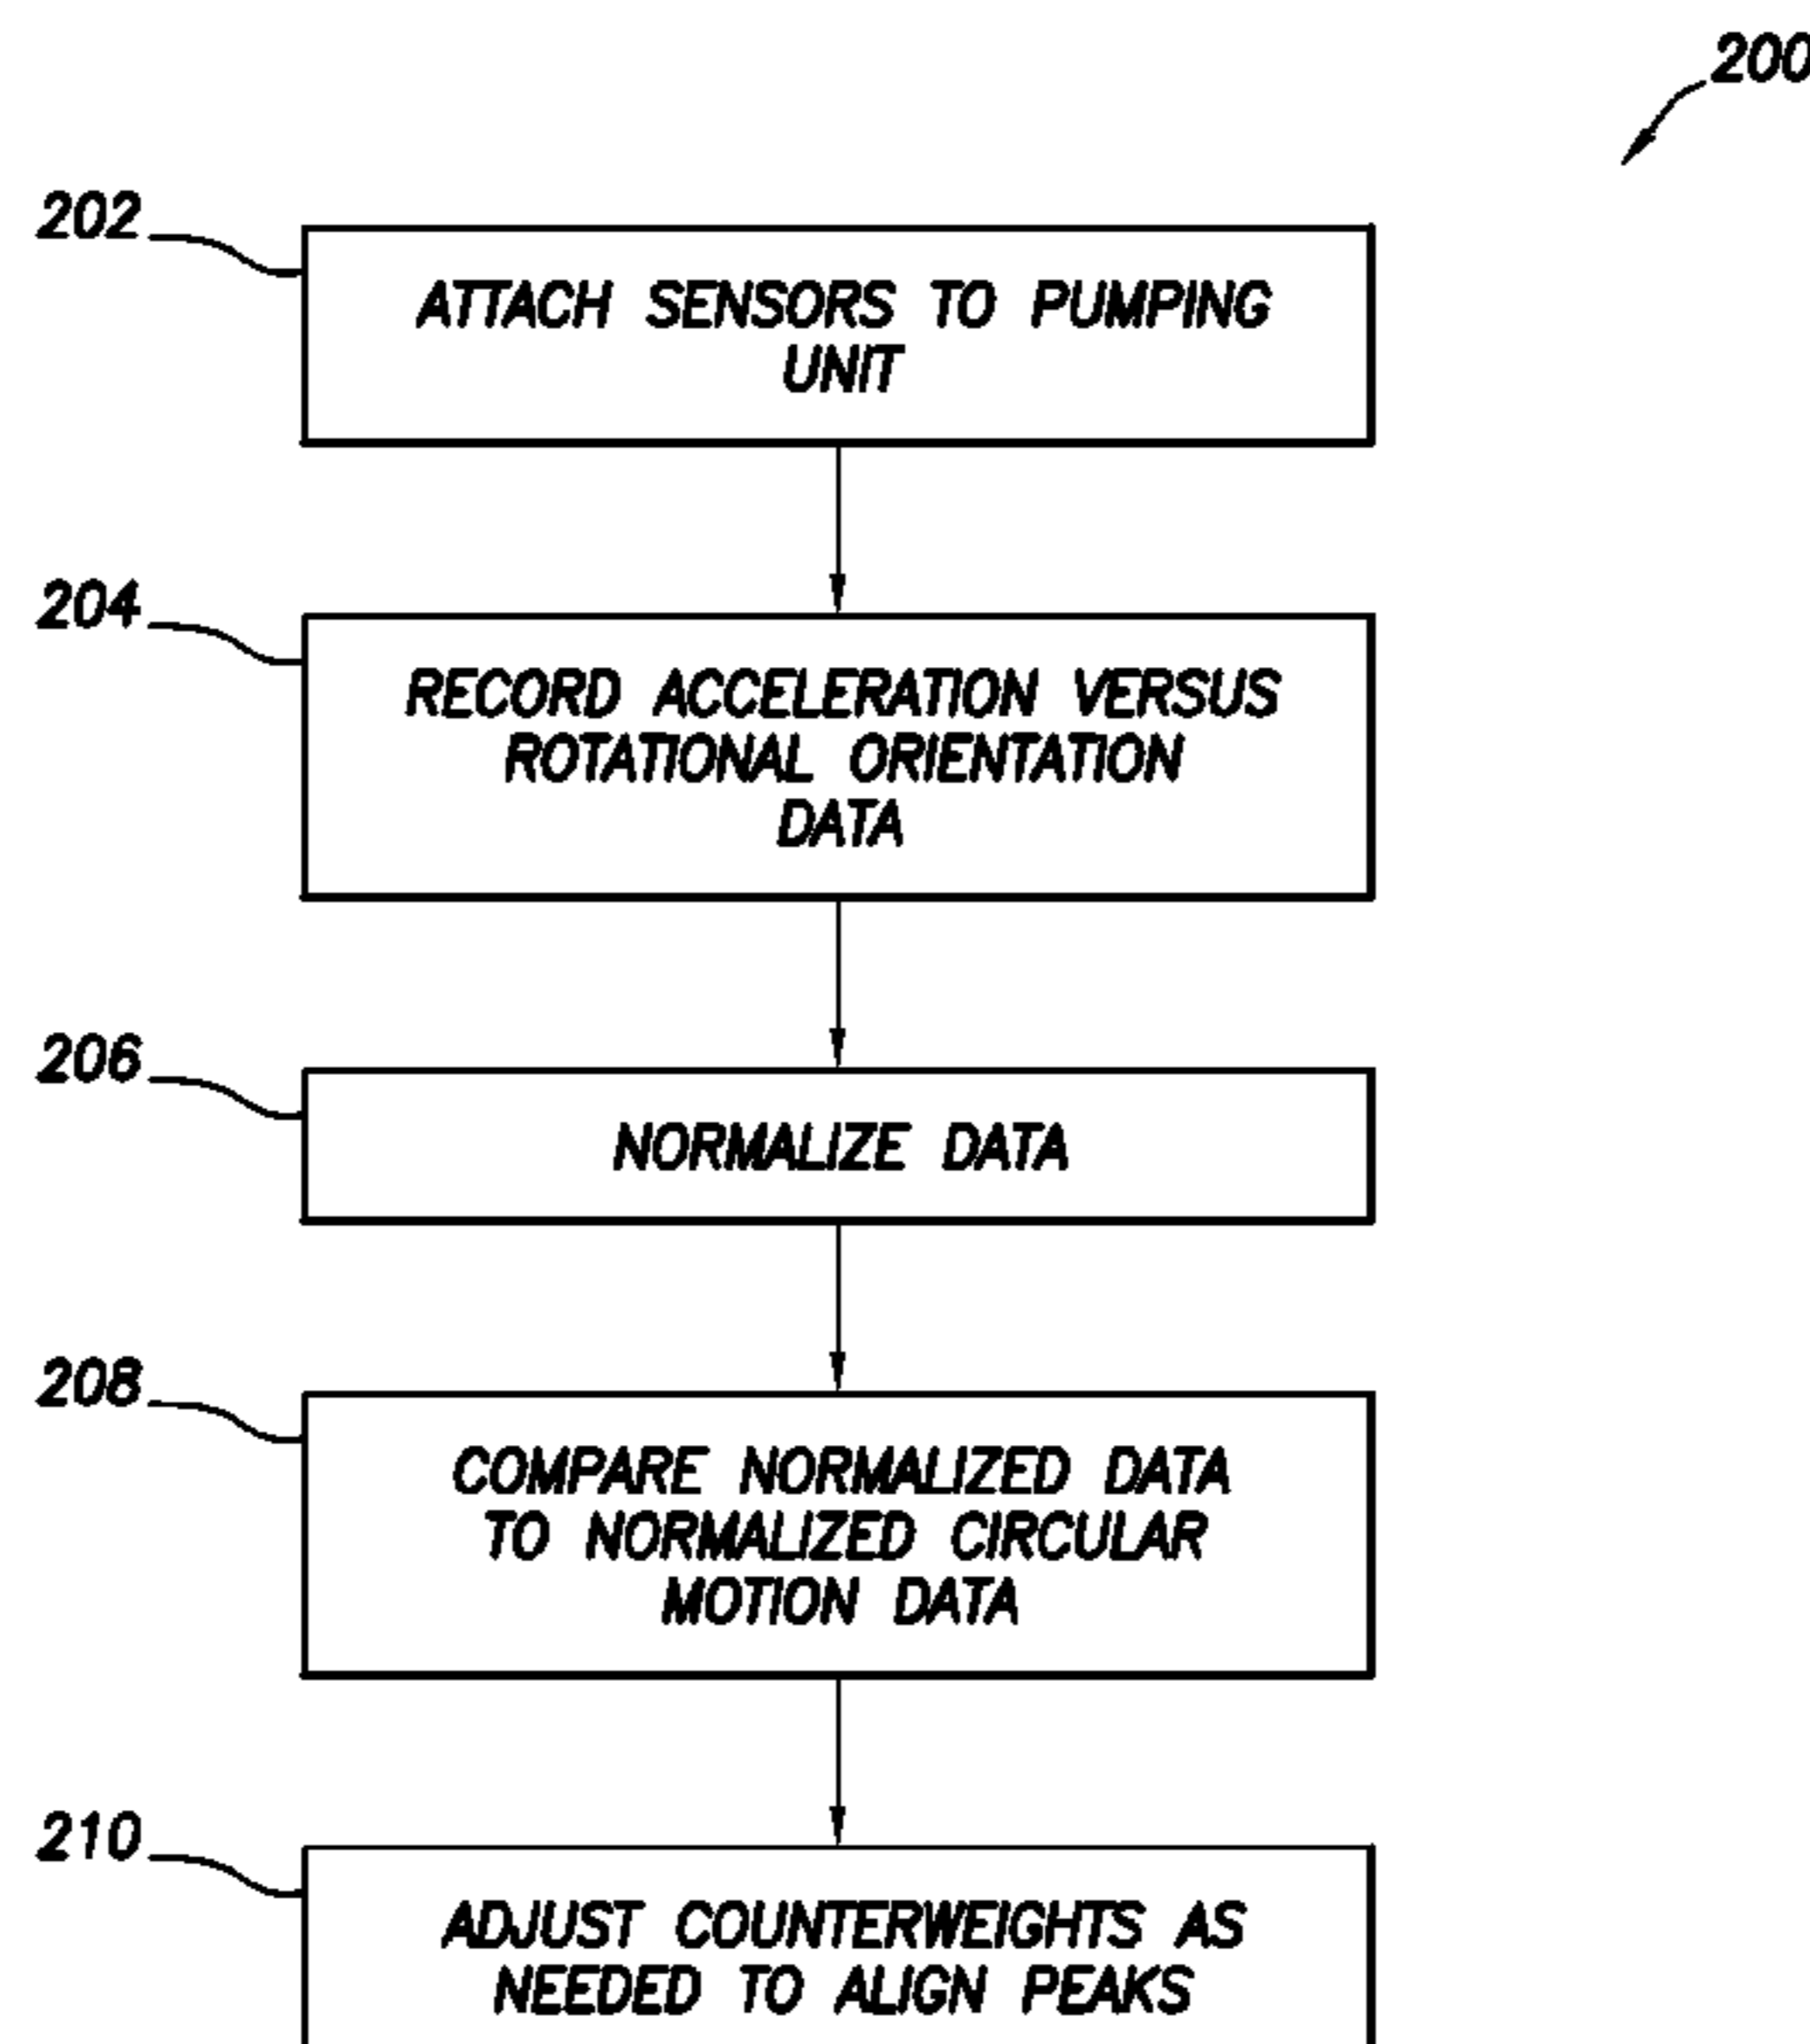 200
202
ATTACH SENSORS TO PUMPING
UNIT
204
RECORD ACCELERATION VERSUS
ROTATIONAL ORIENTATION
DATA
206
NORMALIZE DATA
208
COMPARE NORMALIZED DATA
TO NORMALIZED CIRCULAR
MOTION DATA
210
ADJUST COUNTERWEIGHTS AS
NEEDED TO ALIGN PEAKS